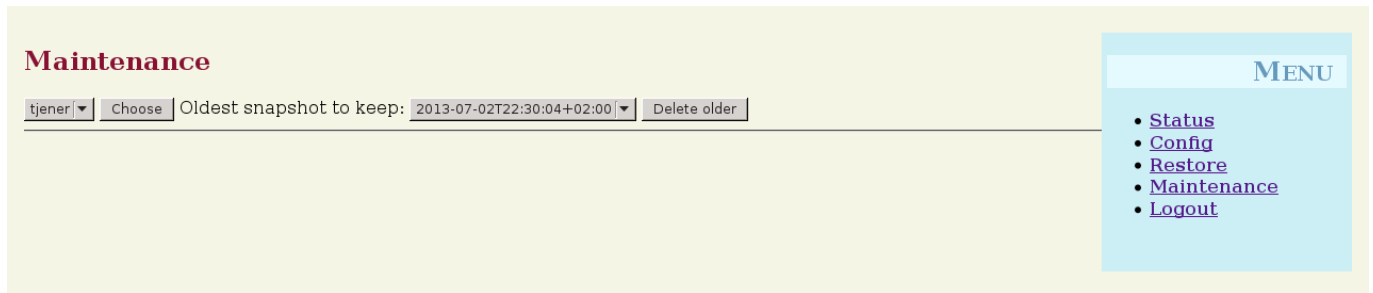 Maintenance
tjener Choose Oldest snapshot to keep: 2013-07-02T22:30:04+02:00 Delete older
MENU
Status
Config
Restore
Maintenance
Logout